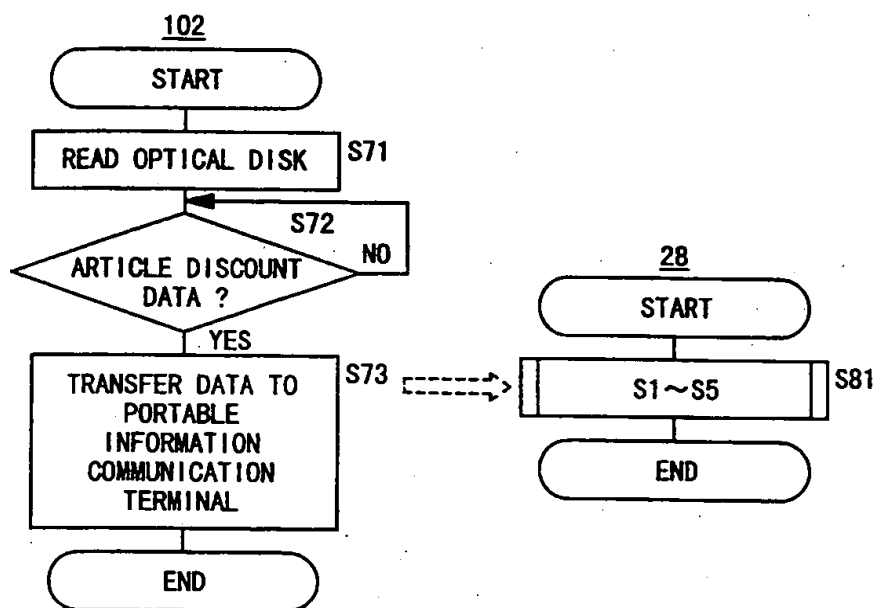 102
START
READ OPTICAL DISK
S71
S72
NO
ARTICLE DISCOUNT
DATA ?
YES
TRANSFER DATA TO
PORTABLE
INFORMATION
COMMUNICATION
TERMINAL
S73
END
28
START
S1～S5
S81
END